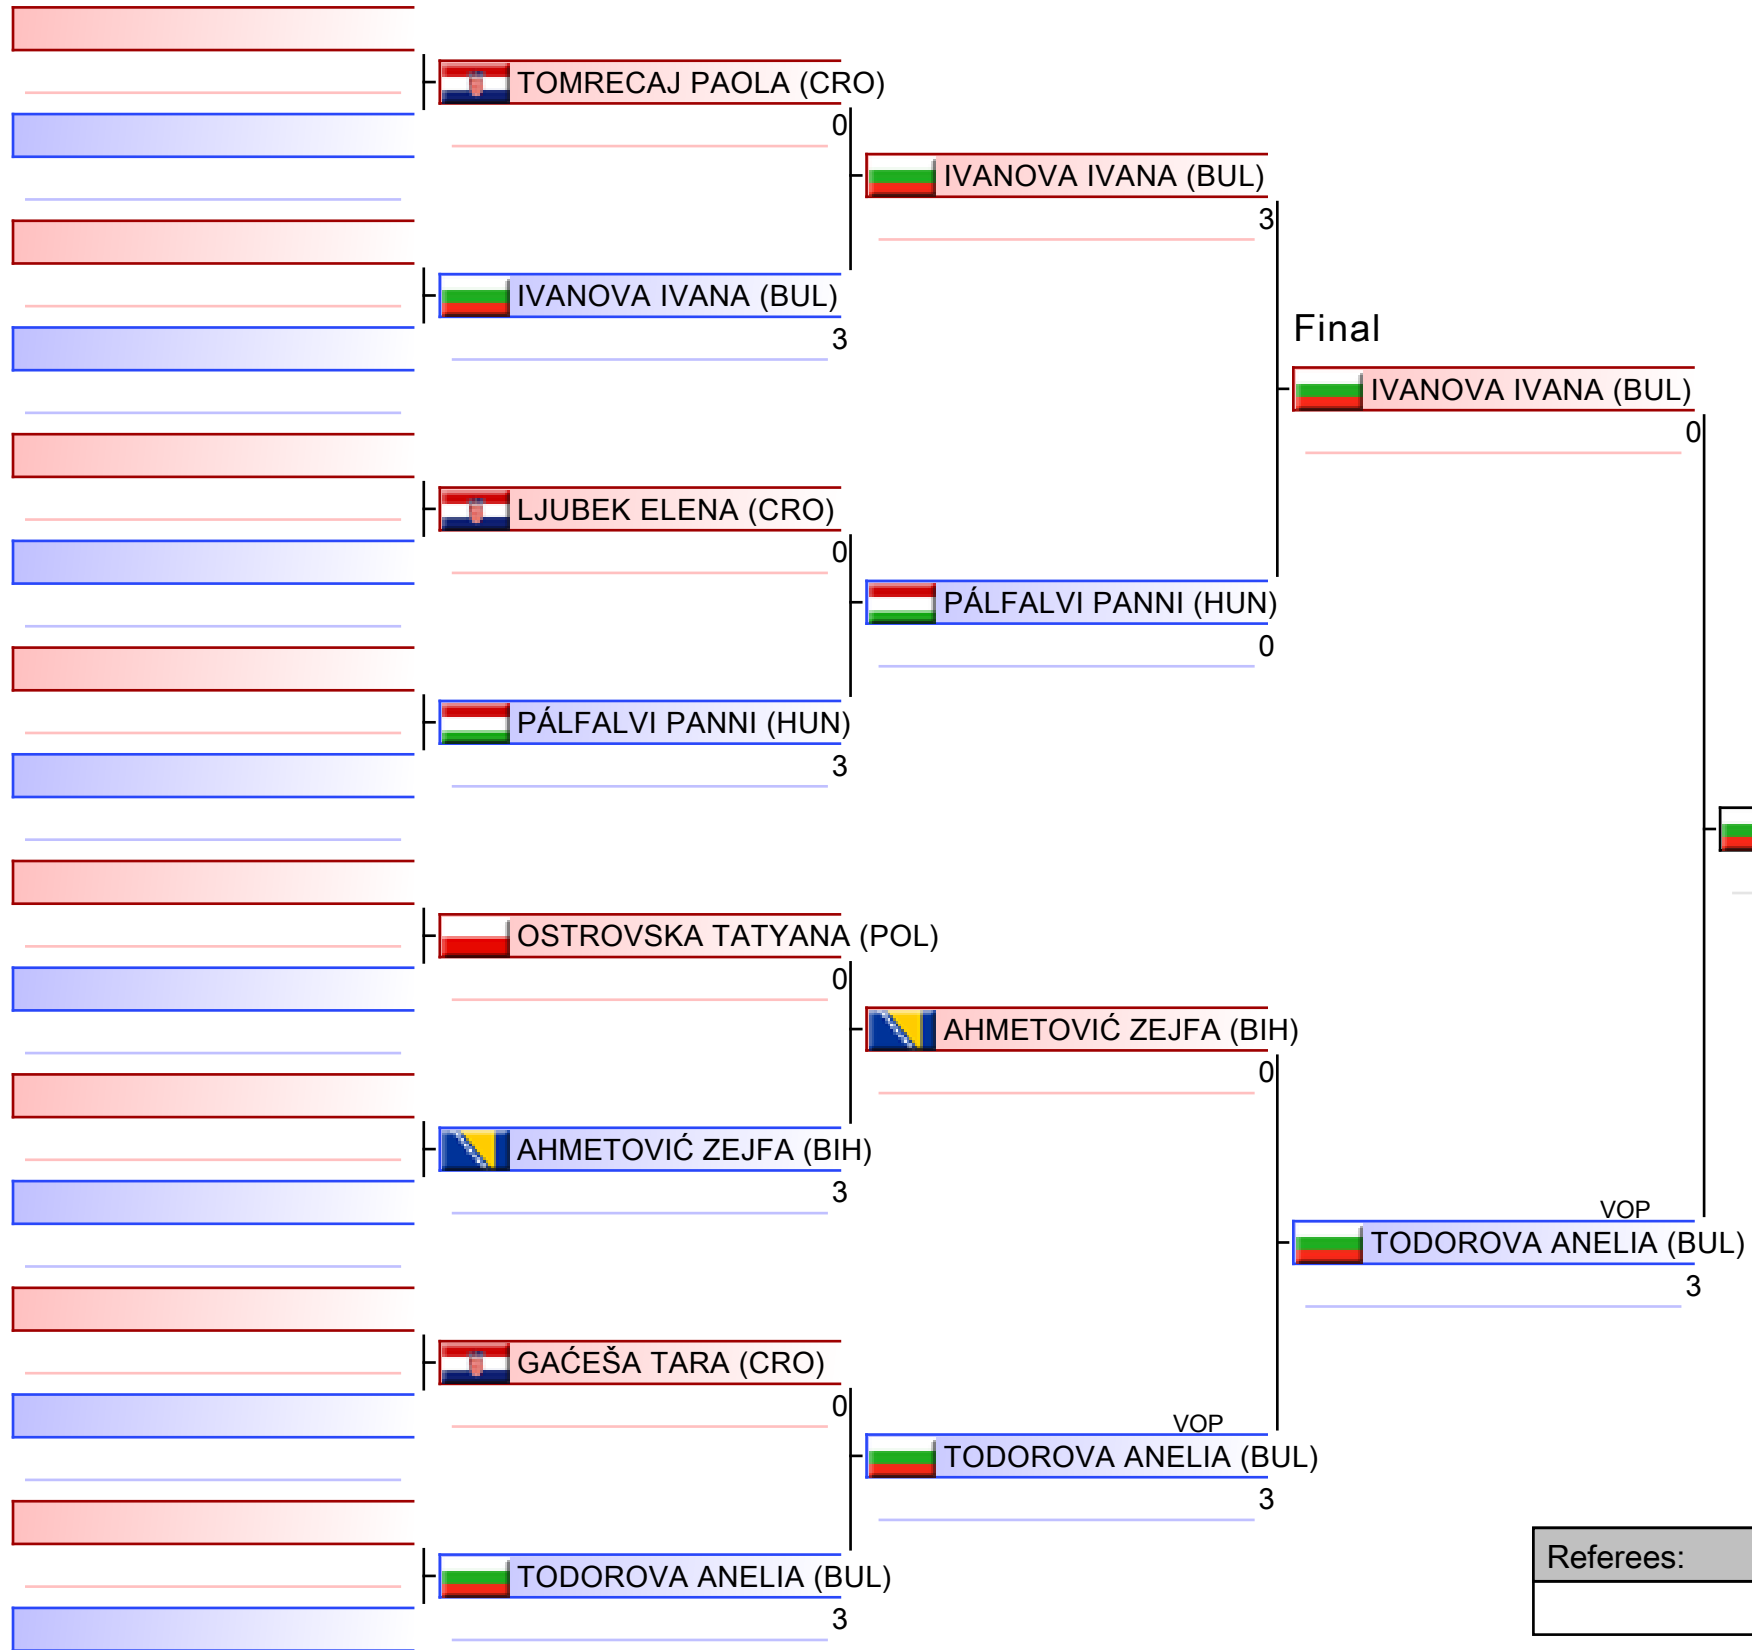 TOMRECAJ PAOLA (CRO)
0
IVANOVA IVANA (BUL)
3
IVANOVA IVANA (BUL)
3
Final
IVANOVA IVANA (BUL)
0
LJUBEK ELENA (CRO)
0
PÁLFALVI PANNI (HUN)
0
PÁLFALVI PANNI (HUN)
3
OSTROVSKA TATYANA (POL)
0
AHMETOVIĆ ZEJFA (BIH)
0
AHMETOVIĆ ZEJFA (BIH)
3
VOP
TODOROVA ANELIA (BUL)
3
GAĆEŠA TARA (CRO)
0
VOP
TODOROVA ANELIA (BUL)
3
TODOROVA ANELIA (BUL)
3
Referees: